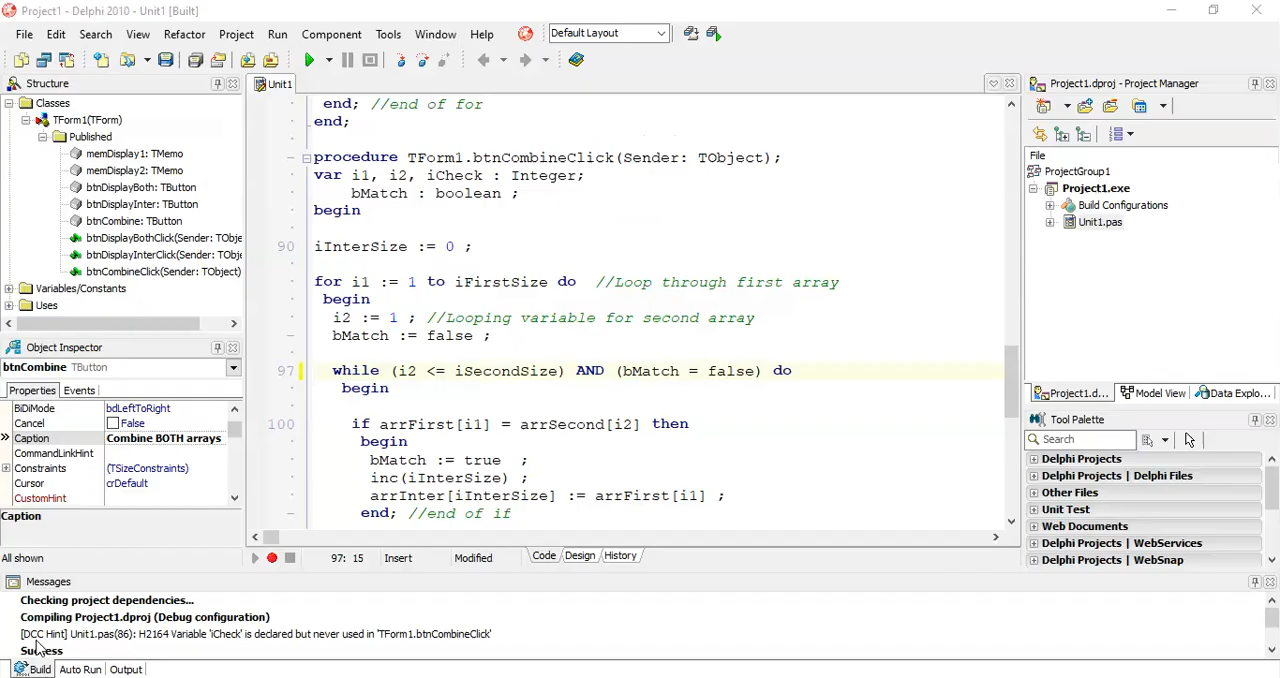 Project1 - Delphi 2010 - Unit1 [Built]
File Edit Search View Refactor Project Run Component Tools Window Help Default Layout
Structure
Classes
TForm1(TForm)
Published
memDisplay1: TMemo
memDisplay2: TMemo
btnDisplayBoth: TButton
btnDisplayInter: TButton
btnCombine: TButton
btnDisplayBothClick(Sender: TObje
btnDisplayInterClick(Sender: TObje
btnCombineClick(Sender: TObject)
Variables/Constants
Uses
Object Inspector
btnCombine TButton
Properties Events
BiDiMode bdLeftToRight
Cancel False
Caption Combine BOTH arrays
CommandLinkHint
Constraints (TSizeConstraints)
Cursor crDefault
CustomHint
Caption
All shown
Unit1
end; //end of for
end;
procedure TForm1.btnCombineClick(Sender: TObject);
var i1, i2, iCheck : Integer;
bMatch : boolean ;
begin
90 iInterSize := 0 ;
for i1 := 1 to iFirstSize do //Loop through first array
begin
i2 := 1 ; //Looping variable for second array
bMatch := false ;
97 while (i2 <= iSecondSize) AND (bMatch = false) do
begin
100 if arrFirst[i1] = arrSecond[i2] then
begin
bMatch := true ;
inc(iInterSize) ;
arrInter[iInterSize] := arrFirst[i1] ;
end; //end of if
97: 15 Insert Modified Code Design History
Project1.dproj - Project Manager
File
ProjectGroup1
Project1.exe
Build Configurations
Unit1.pas
Project1.d... Model View Data Explo...
Tool Palette
Search
Delphi Projects
Delphi Projects | Delphi Files
Other Files
Unit Test
Web Documents
Delphi Projects | WebServices
Delphi Projects | WebSnap
Messages
Checking project dependencies...
Compiling Project1.dproj (Debug configuration)
[DCC Hint] Unit1.pas(86): H2164 Variable 'iCheck' is declared but never used in 'TForm1.btnCombineClick'
Success
Build Auto Run Output